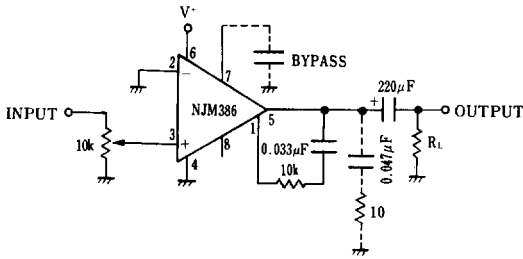 V+
6
2
−
7
BYPASS
NJM386
220μF
+
INPUT
OUTPUT
1
5
3
+
10k
8
4
0.033μF
10k
0.047μF
RL
10